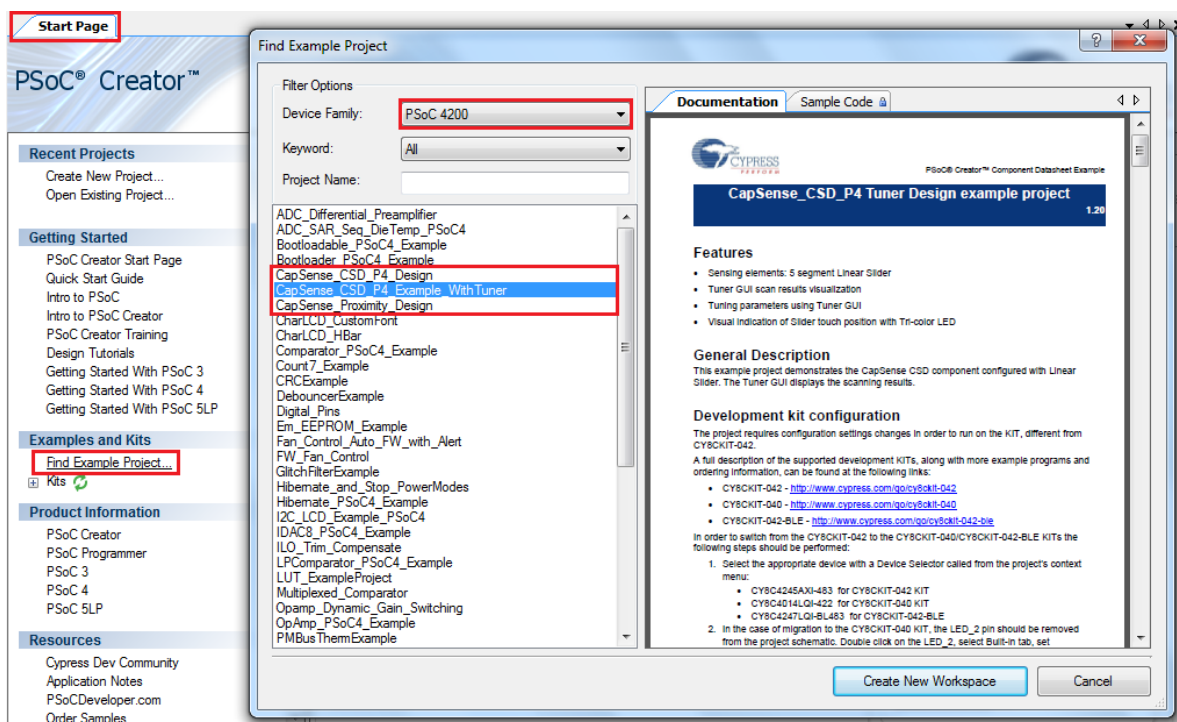 Start Page
PSoC® Creator™
Recent Projects
Create New Project...
Open Existing Project...
Getting Started
PSoC Creator Start Page
Quick Start Guide
Intro to PSoC
Intro to PSoC Creator
PSoC Creator Training
Design Tutorials
Getting Started With PSoC 3
Getting Started With PSoC 4
Getting Started With PSoC 5LP
Examples and Kits
Find Example Project...
Kits
Product Information
PSoC Creator
PSoC Programmer
PSoC 3
PSoC 4
PSoC 5LP
Resources
Cypress Dev Community
Application Notes
PSoCDeveloper.com
Order Samples
Find Example Project
Filter Options
Device Family: PSoC 4200
Keyword: All
Project Name:
ADC_Differential_Preamplifier
ADC_SAR_Seq_DieTemp_PSoC4
Bootloadable_PSoC4_Example
Bootloader_PSoC4_Example
CapSense_CSD_P4_Design
CapSense_CSD_P4_Example_WithTuner
CapSense_Proximity_Design
CharLCD_CustomFont
CharLCD_HBar
Comparator_PSoC4_Example
Count7_Example
CRCExample
DebouncerExample
Digital_Pins
Em_EEPROM_Example
Fan_Control_Auto_FW_with_Alert
FW_Fan_Control
GlitchFilterExample
Hibernate_and_Stop_PowerModes
Hibernate_PSoC4_Example
I2C_LCD_Example_PSoC4
IDAC8_PSoC4_Example
ILO_Trim_Compensate
LPComparator_PSoC4_Example
LUT_ExampleProject
Multiplexed_Comparator
Opamp_Dynamic_Gain_Switching
OpAmp_PSoC4_Example
PMBusThermExample
Documentation
Sample Code
CYPRESS
PERFORM
PSoC® Creator™ Component Datasheet Example
CapSense_CSD_P4 Tuner Design example project
1.20
Features
• Sensing elements: 5 segment Linear Slider
• Tuner GUI scan results visualization
• Tuning parameters using Tuner GUI
• Visual indication of Slider touch position with Tri-color LED
General Description
This example project demonstrates the CapSense CSD component configured with Linear
Slider. The Tuner GUI displays the scanning results.
Development kit configuration
The project requires configuration settings changes in order to run on the KIT, different from
CY8CKIT-042.
A full description of the supported development KITs, along with more example programs and
ordering information, can be found at the following links:
• CY8CKIT-042 - http://www.cypress.com/go/cy8ckit-042
• CY8CKIT-040 - http://www.cypress.com/go/cy8ckit-040
• CY8CKIT-042-BLE - http://www.cypress.com/go/cy8ckit-042-ble
In order to switch from the CY8CKIT-042 to the CY8CKIT-040/CY8CKIT-042-BLE KITs the
following steps should be performed:
1. Select the appropriate device with a Device Selector called from the project's context
menu:
• CY8C4245AXI-483 for CY8CKIT-042 KIT
• CY8C4014LQI-422 for CY8CKIT-040 KIT
• CY8C4247LQI-BL483 for CY8CKIT-042-BLE
2. In the case of migration to the CY8CKIT-040 KIT, the LED_2 pin should be removed
from the project schematic. Double click on the LED_2, select Built-in tab, set
Create New Workspace
Cancel